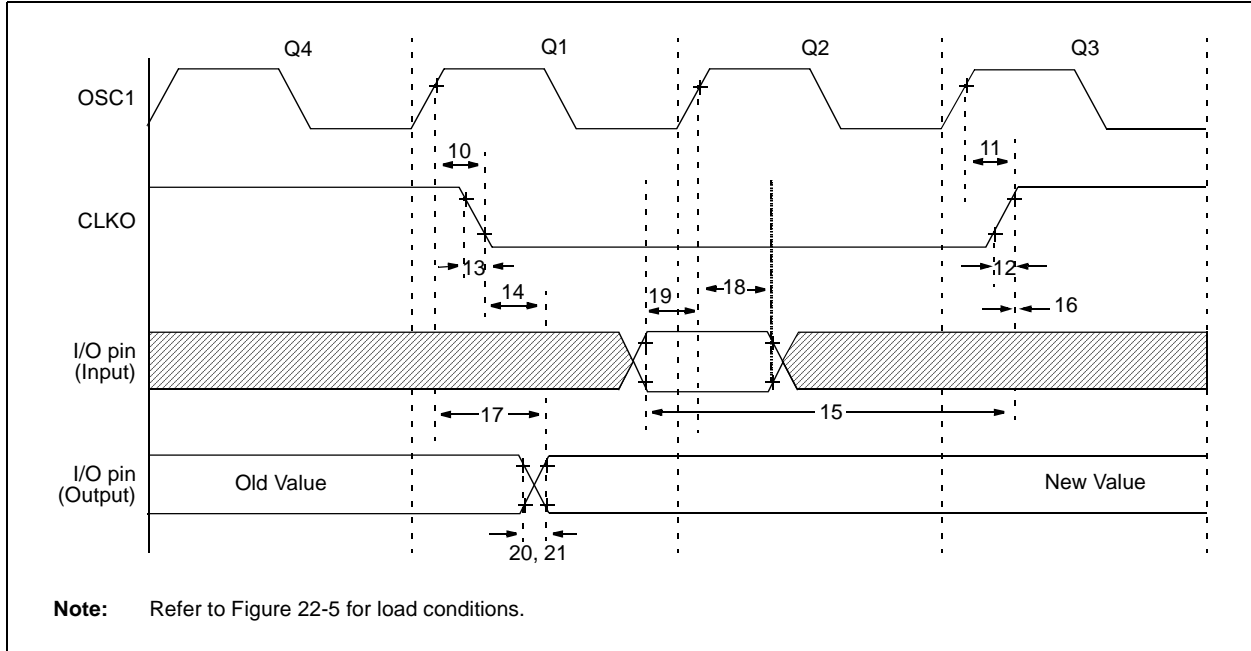 Q4 Q1 Q2 Q3
OSC1
10 11
CLKO
13 12
14 19 18 16
I/O pin
(Input)
17 15
I/O pin
(Output)
Old Value New Value
20, 21
Note: Refer to Figure 22-5 for load conditions.